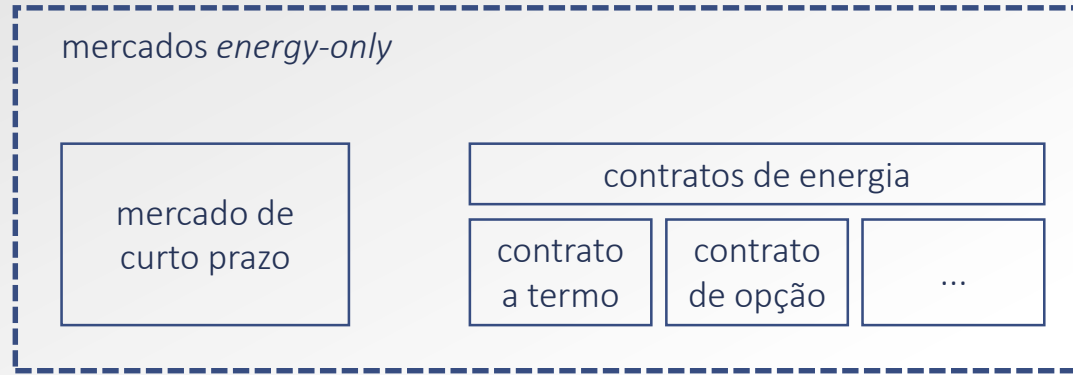 mercados energy-only
mercado de
curto prazo
contratos de energia
contrato
a termo
contrato
de opção
...